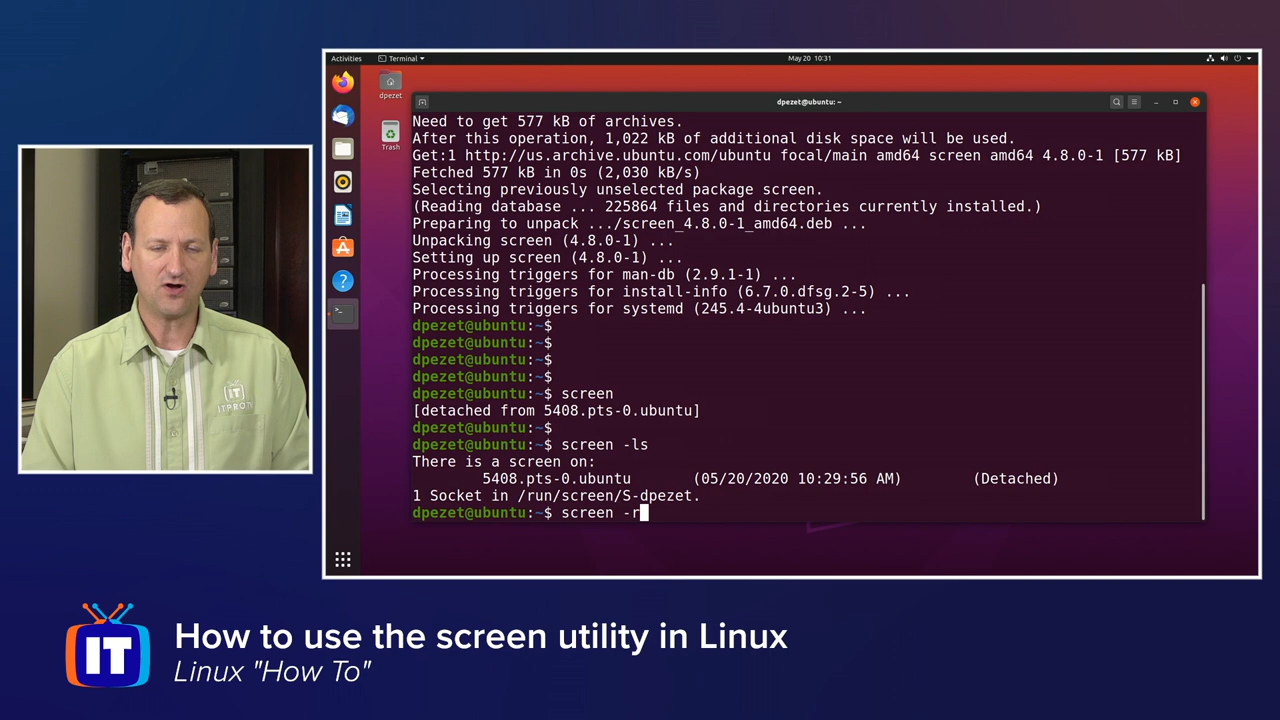 Activities
Terminal
May 20 10:31
dpezet
Trash
dpezet@ubuntu: ~
Need to get 577 kB of archives.
After this operation, 1,022 kB of additional disk space will be used.
Get:1 http://us.archive.ubuntu.com/ubuntu focal/main amd64 screen amd64 4.8.0-1 [577 kB]
Fetched 577 kB in 0s (2,030 kB/s)
Selecting previously unselected package screen.
(Reading database ... 225864 files and directories currently installed.)
Preparing to unpack .../screen_4.8.0-1_amd64.deb ...
Unpacking screen (4.8.0-1) ...
Setting up screen (4.8.0-1) ...
Processing triggers for man-db (2.9.1-1) ...
Processing triggers for install-info (6.7.0.dfsg.2-5) ...
Processing triggers for systemd (245.4-4ubuntu3) ...
dpezet@ubuntu:~$
dpezet@ubuntu:~$
dpezet@ubuntu:~$
dpezet@ubuntu:~$
dpezet@ubuntu:~$ screen
[detached from 5408.pts-0.ubuntu]
dpezet@ubuntu:~$
dpezet@ubuntu:~$ screen -ls
There is a screen on:
5408.pts-0.ubuntu (05/20/2020 10:29:56 AM) (Detached)
1 Socket in /run/screen/S-dpezet.
dpezet@ubuntu:~$ screen -r
IT
ITPROTV
IT
How to use the screen utility in Linux
Linux "How To"